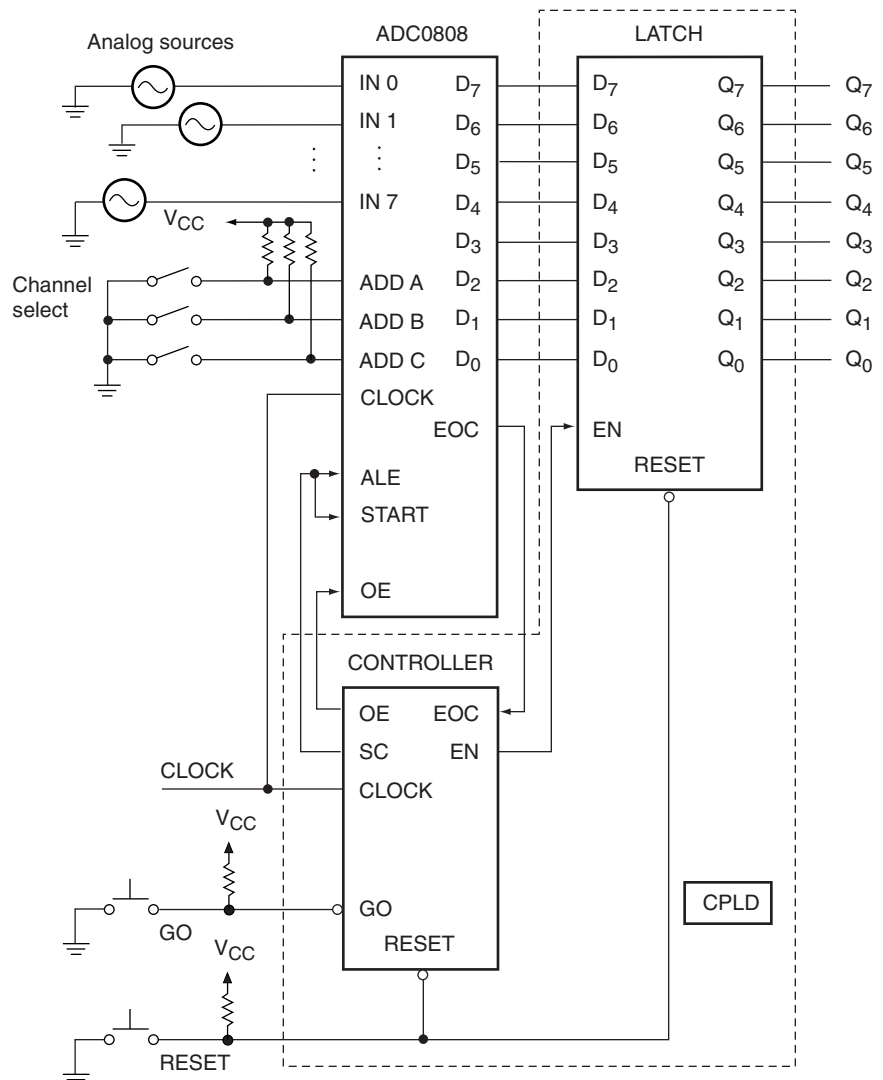 Analog sources
ADC0808
LATCH
IN 0 D7 D7 Q7 Q7
IN 1 D6 D6 Q6 Q6
D5 D5 Q5 Q5
IN 7 D4 D4 Q4 Q4
VCC
D3 D3 Q3 Q3
Channel select
ADD A D2 D2 Q2 Q2
ADD B D1 D1 Q1 Q1
ADD C D0 D0 Q0 Q0
CLOCK
EOC EN
RESET
ALE
START
OE
CONTROLLER
OE EOC
SC EN
CLOCK
CLOCK
VCC
CPLD
GO
GO
RESET
VCC
RESET